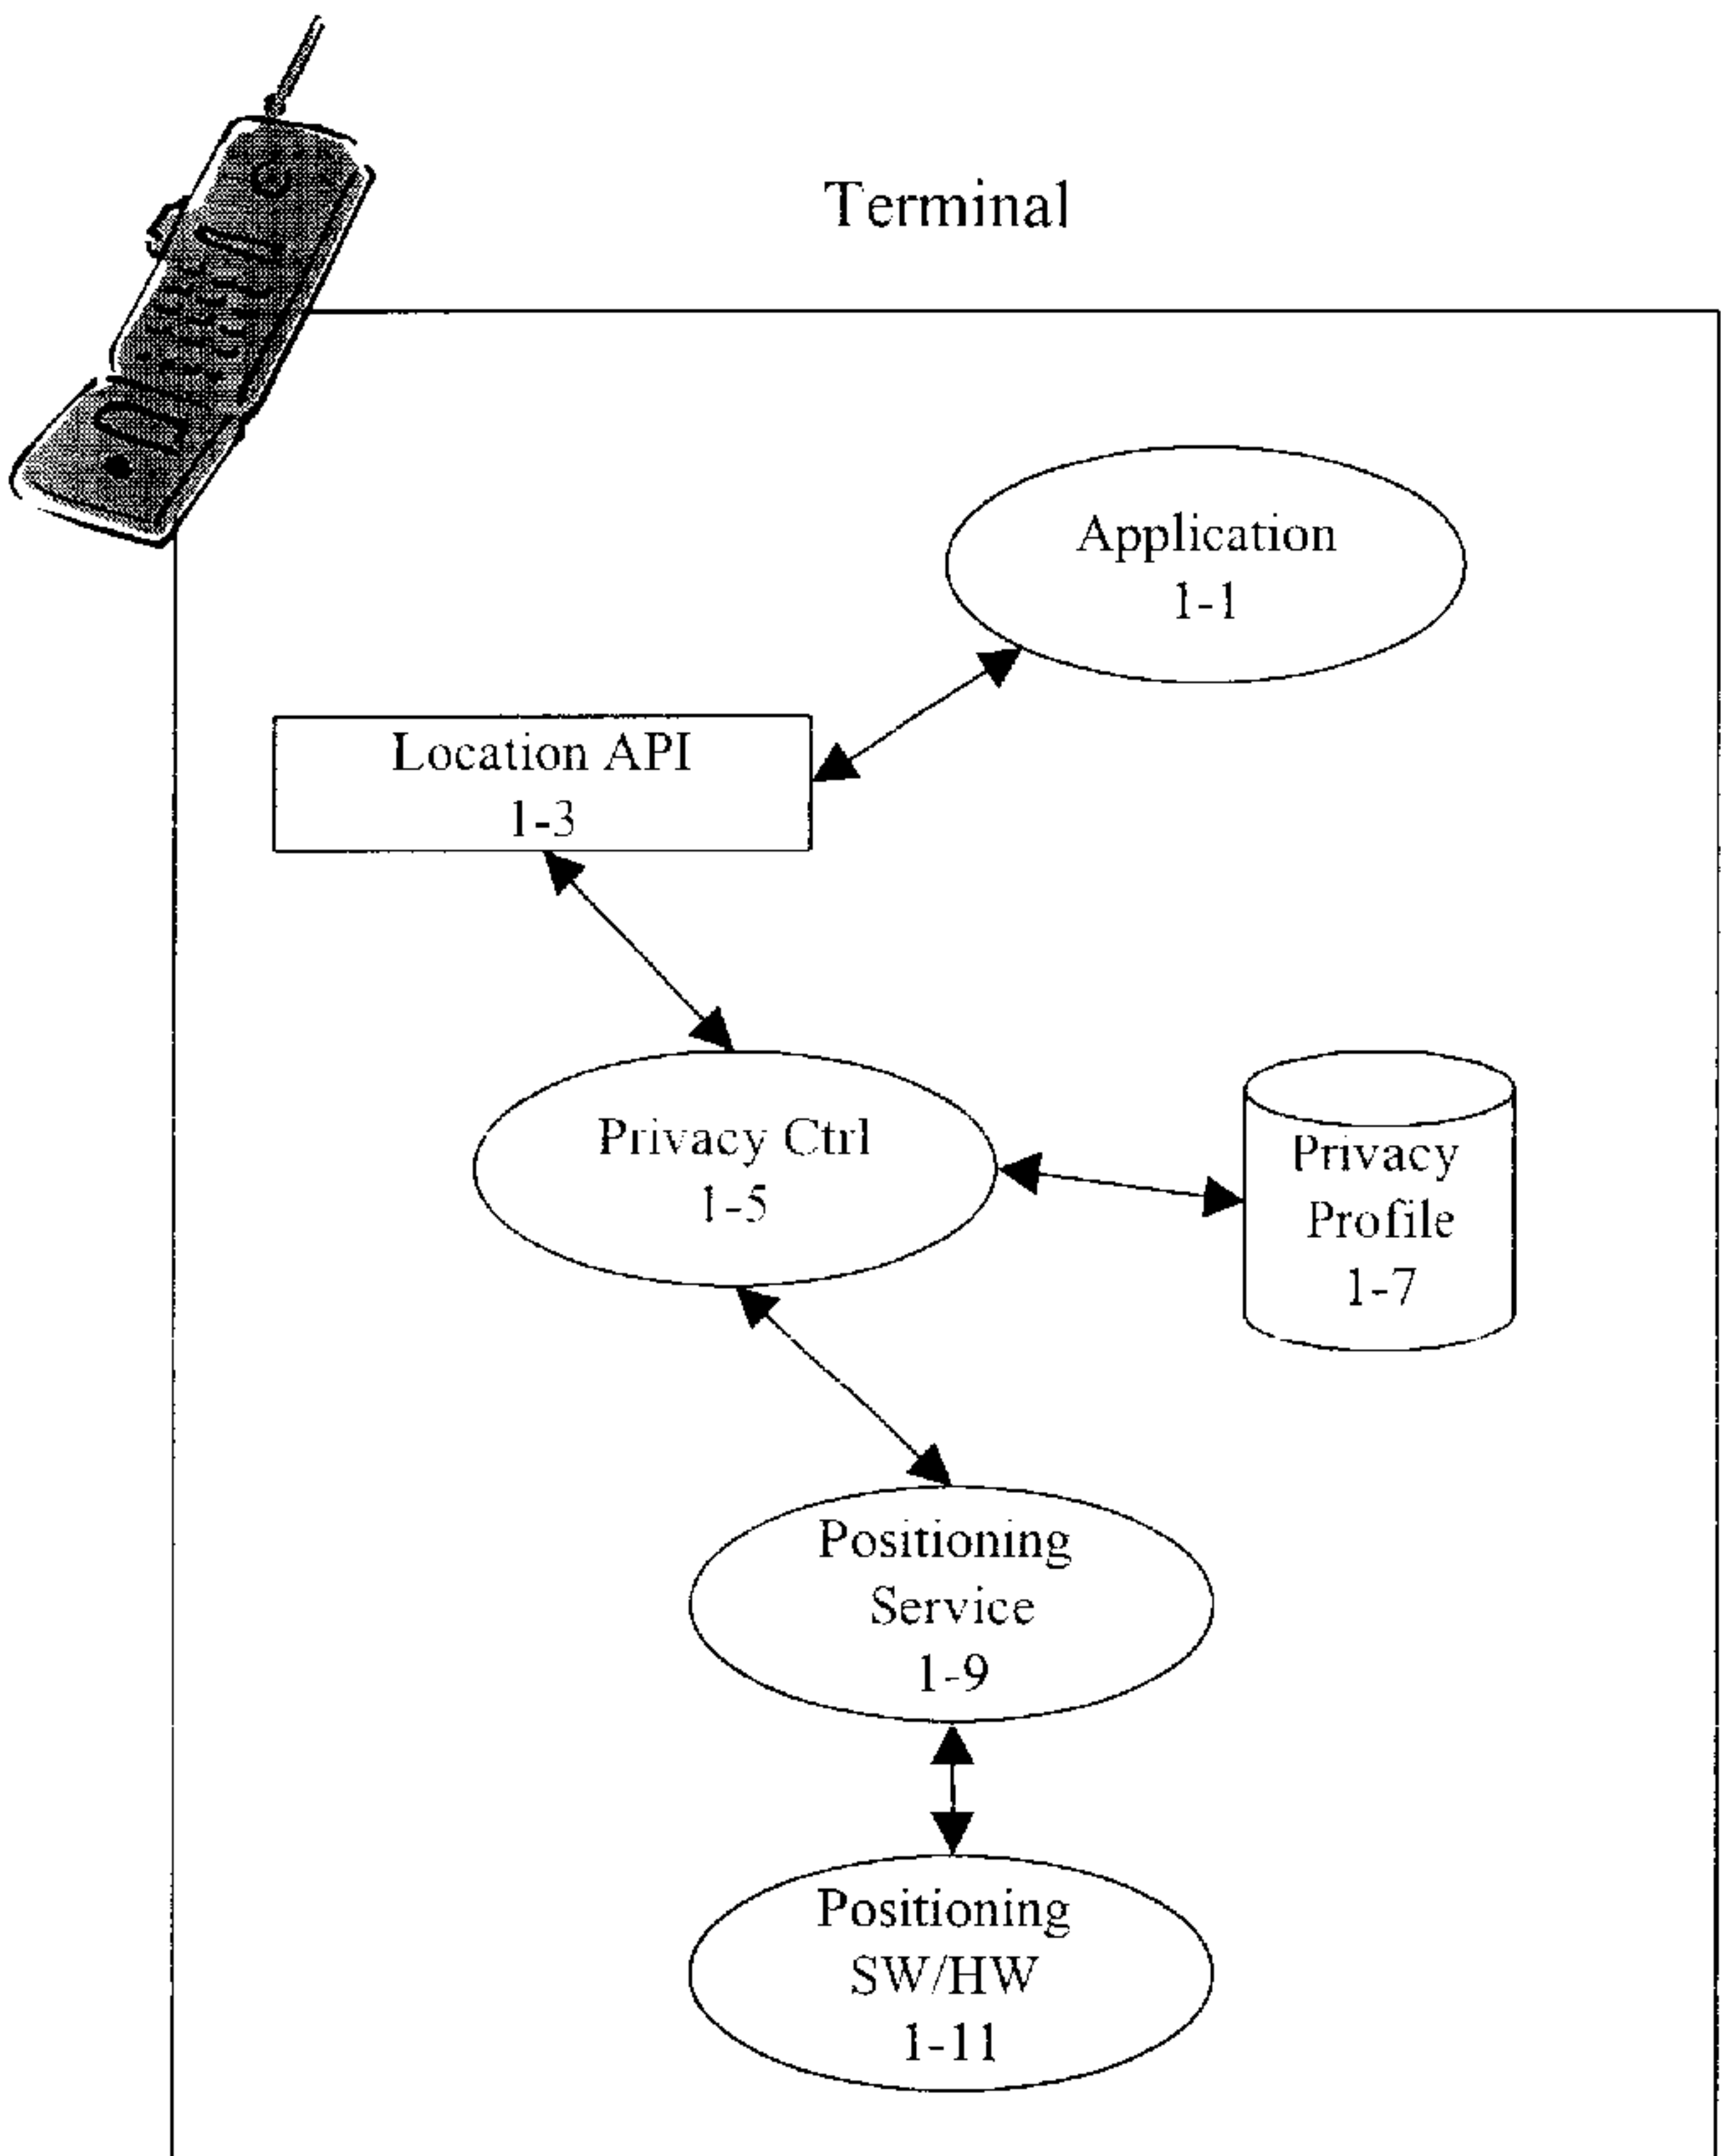 Terminal
Application
1-1
Location API
1-3
Privacy Ctrl
1-5
Privacy
Profile
1-7
Positioning
Service
1-9
Positioning
SW/HW
1-11